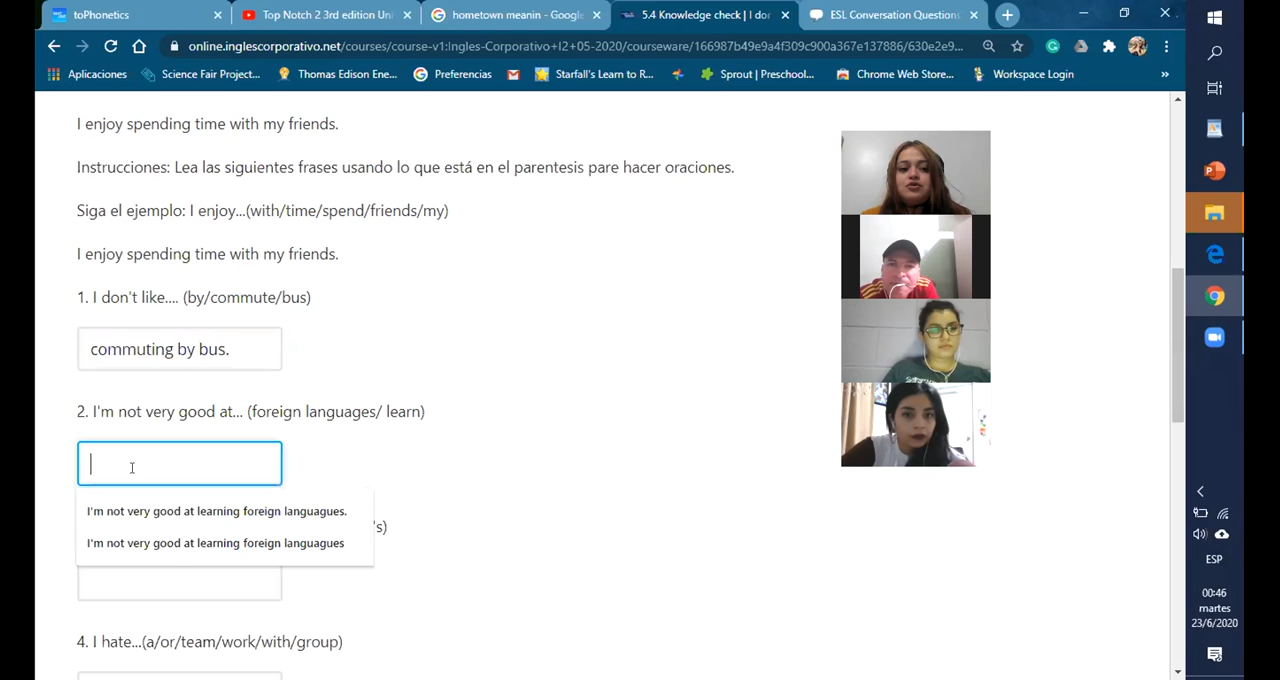 toPhonetics
Top Notch 2 3rd edition Uni
hometown meanin - Google
5.4 Knowledge check | I don
ESL Conversation Questions
online.inglescorporativo.net/courses/course-v1:Ingles-Corporativo+I2+05-2020/courseware/166987b49e9a4f309c900a367e137886/630e2e9...
Aplicaciones
Science Fair Project...
Thomas Edison Ene...
Preferencias
Starfall's Learn to R...
Sprout | Preschool...
Chrome Web Store...
Workspace Login
»
I enjoy spending time with my friends.
Instrucciones: Lea las siguientes frases usando lo que está en el parentesis pare hacer oraciones.
Siga el ejemplo: I enjoy...(with/time/spend/friends/my)
I enjoy spending time with my friends.
1. I don't like.... (by/commute/bus)
commuting by bus.
2. I'm not very good at... (foreign languages/ learn)
I'm not very good at learning foreign languagues.
's)
I'm not very good at learning foreign languagues
4. I hate...(a/or/team/work/with/group)
ESP
00:46
martes
23/6/2020